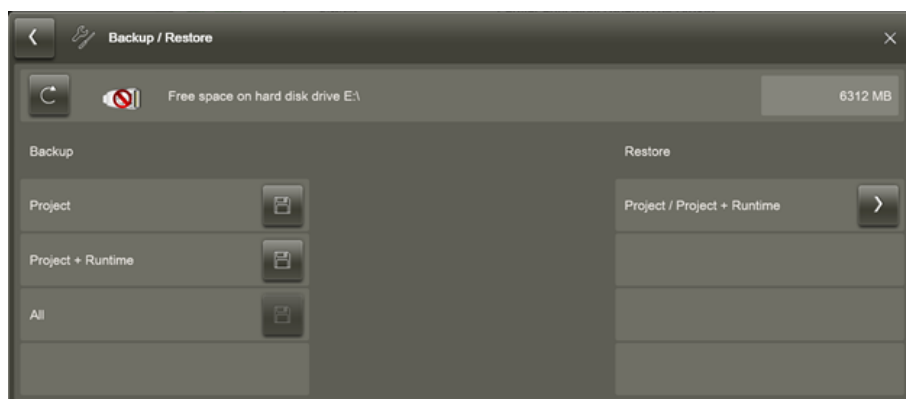 Backup / Restore
Free space on hard disk drive E:\
6312 MB
Backup
Restore
Project
Project / Project + Runtime
Project + Runtime
All